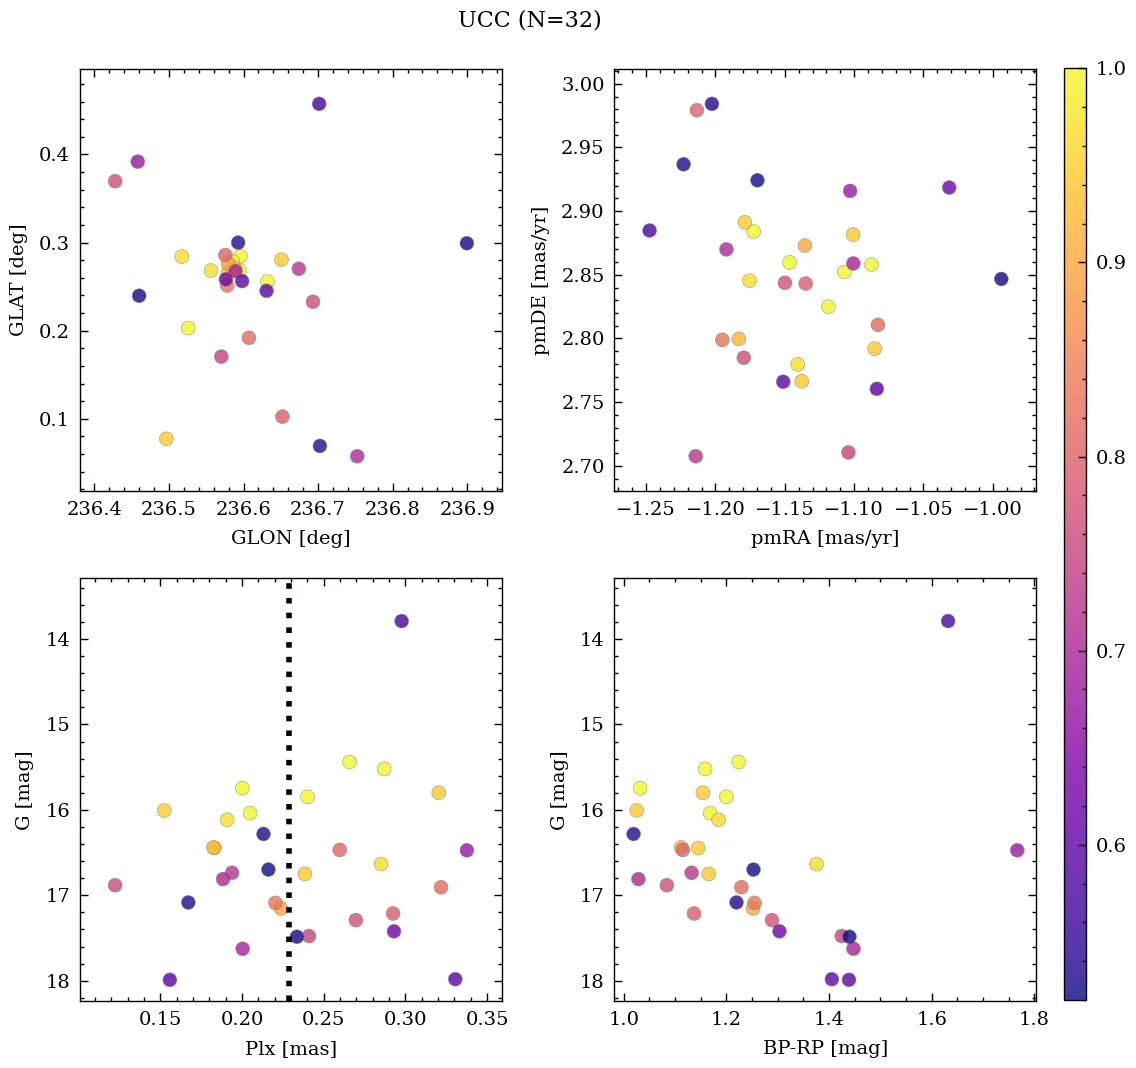 UCC (N=32)
0.4
0.3
0.2
0.1
GLAT [deg]
236.4 236.5 236.6 236.7 236.8 236.9
GLON [deg]
3.00
2.95
2.90
2.85
2.80
2.75
2.70
pmDE [mas/yr]
−1.25 −1.20 −1.15 −1.10 −1.05 −1.00
pmRA [mas/yr]
1.0
0.9
0.8
0.7
0.6
14
15
16
17
18
G [mag]
0.15 0.20 0.25 0.30 0.35
Plx [mas]
14
15
16
17
18
G [mag]
1.0 1.2 1.4 1.6 1.8
BP-RP [mag]